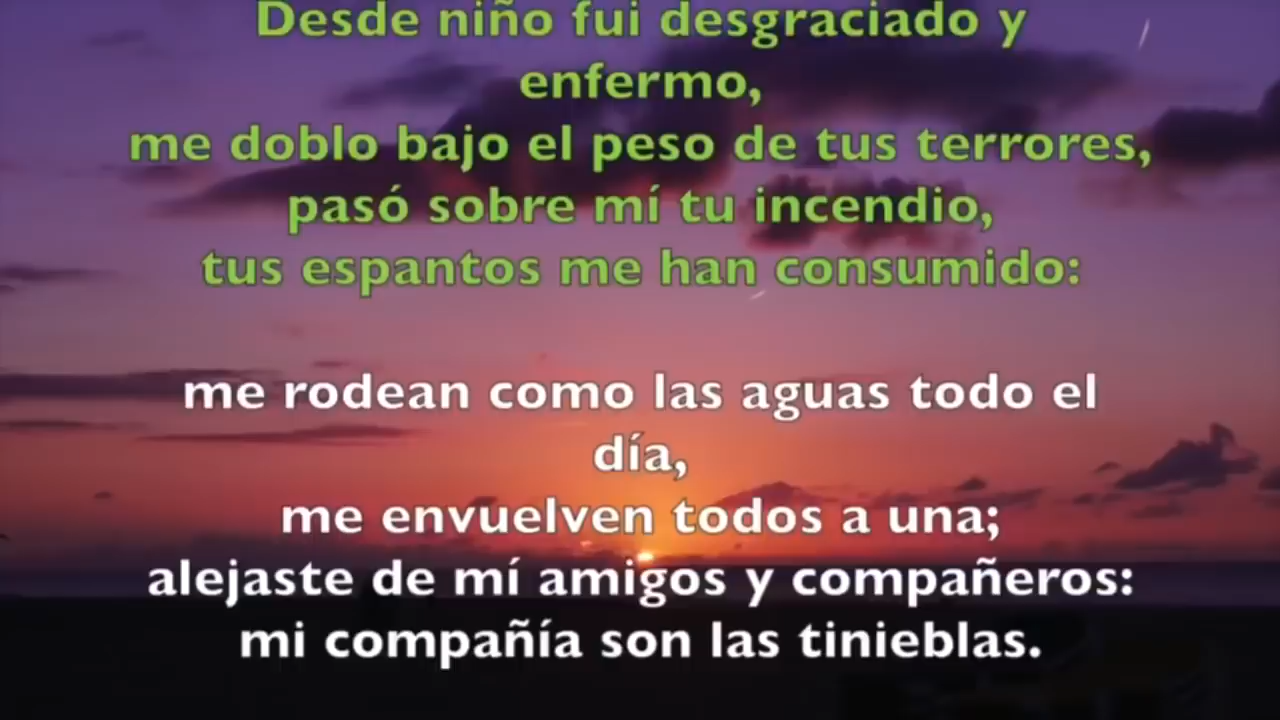 Desde niño fui desgraciado y
enfermo,
me doblo bajo el peso de tus terrores,
pasó sobre mí tu incendio,
tus espantos me han consumido:
me rodean como las aguas todo el
día,
me envuelven todos a una;
alejaste de mí amigos y compañeros:
mi compañía son las tinieblas.